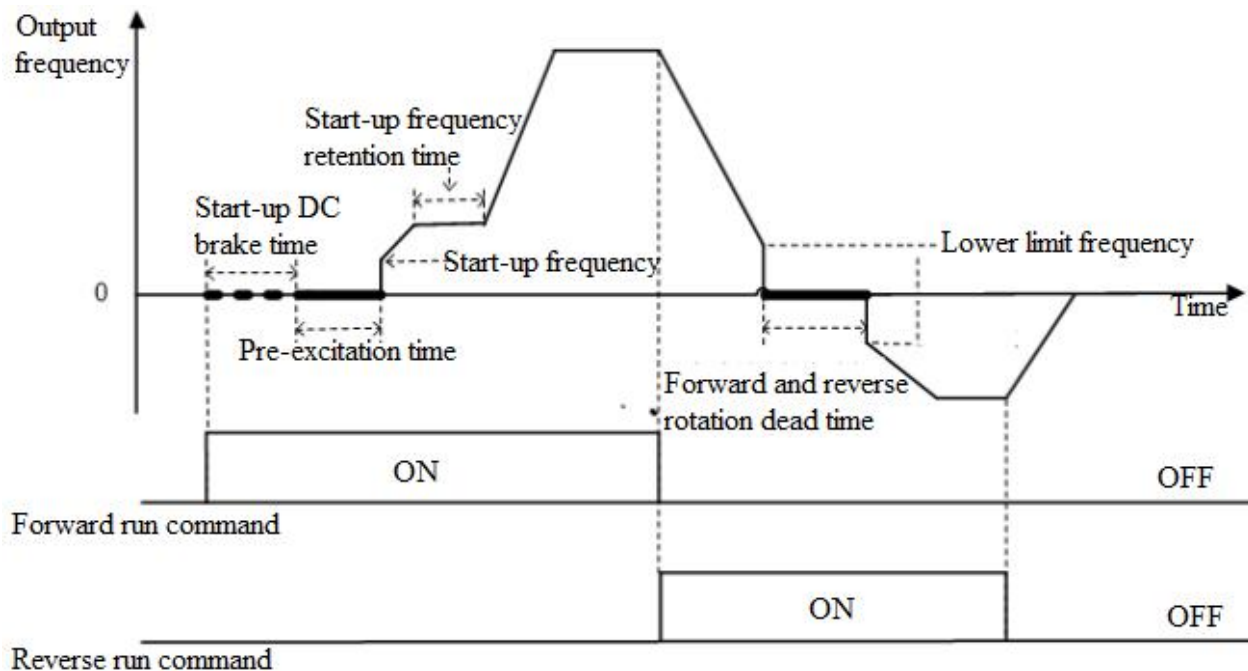 Output
frequency
Start-up frequency
retention time
Start-up DC
brake time
Start-up frequency
Lower limit frequency
0
Time
Pre-excitation time
Forward and reverse
rotation dead time
ON
OFF
Forward run command
ON
OFF
Reverse run command